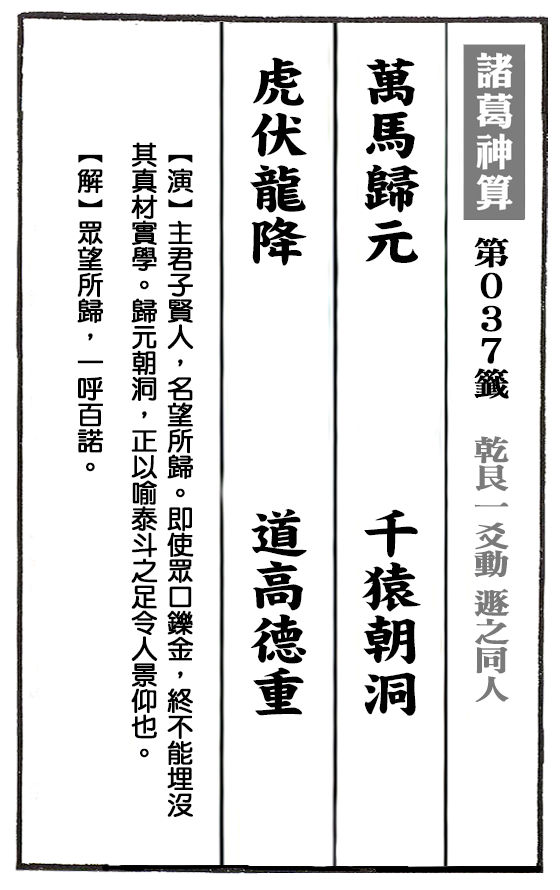 諸葛神算 第037籤 乾艮一爻動 遯之同人
萬馬歸元 千猿朝洞
虎伏龍降 道高德重
【演】主君子賢人，名望所歸。即使眾口鑠金，終不能埋沒
其真材實學。歸元朝洞，正以喻泰斗之足令人景仰也。
【解】眾望所歸，一呼百諾。